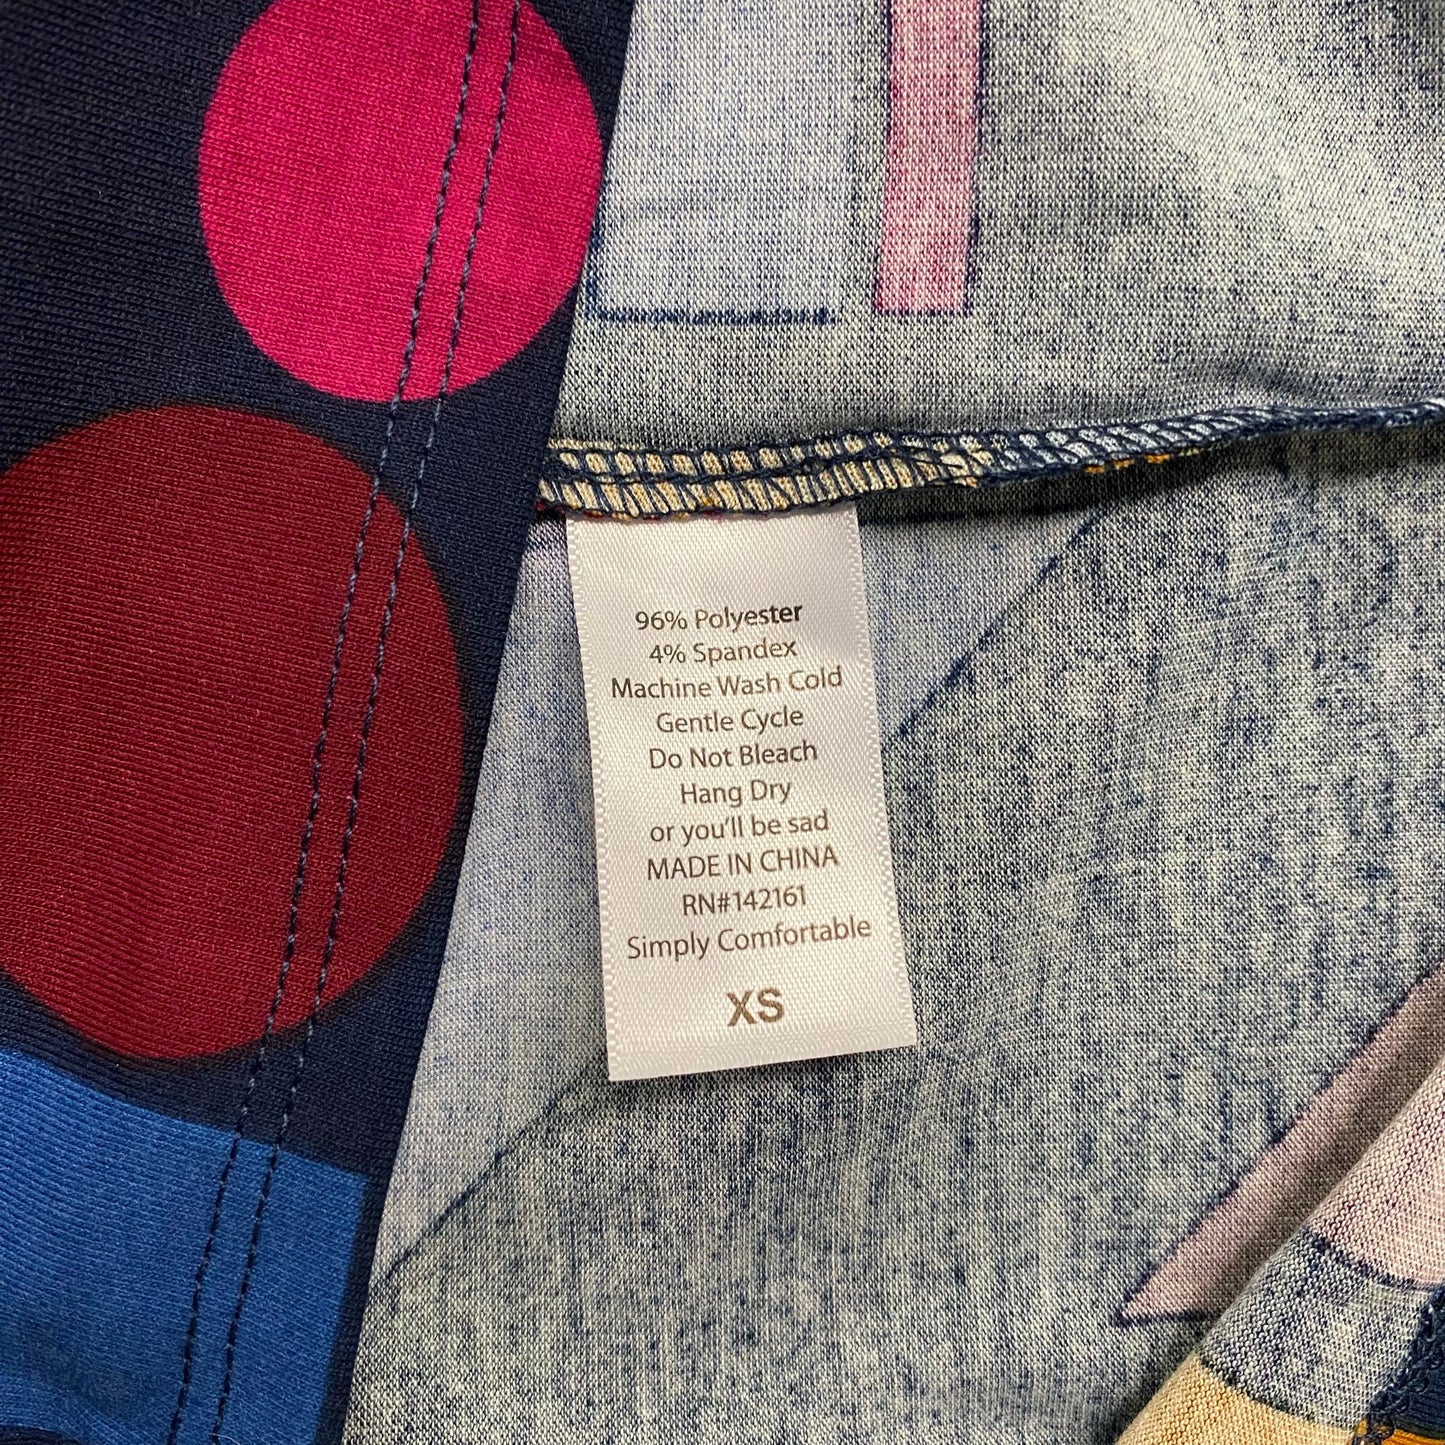 96% Polyester
4% Spandex
Machine Wash Cold
Gentle Cycle
Do Not Bleach
Hang Dry
or you'll be sad
MADE IN CHINA
RN#142161
Simply Comfortable
XS